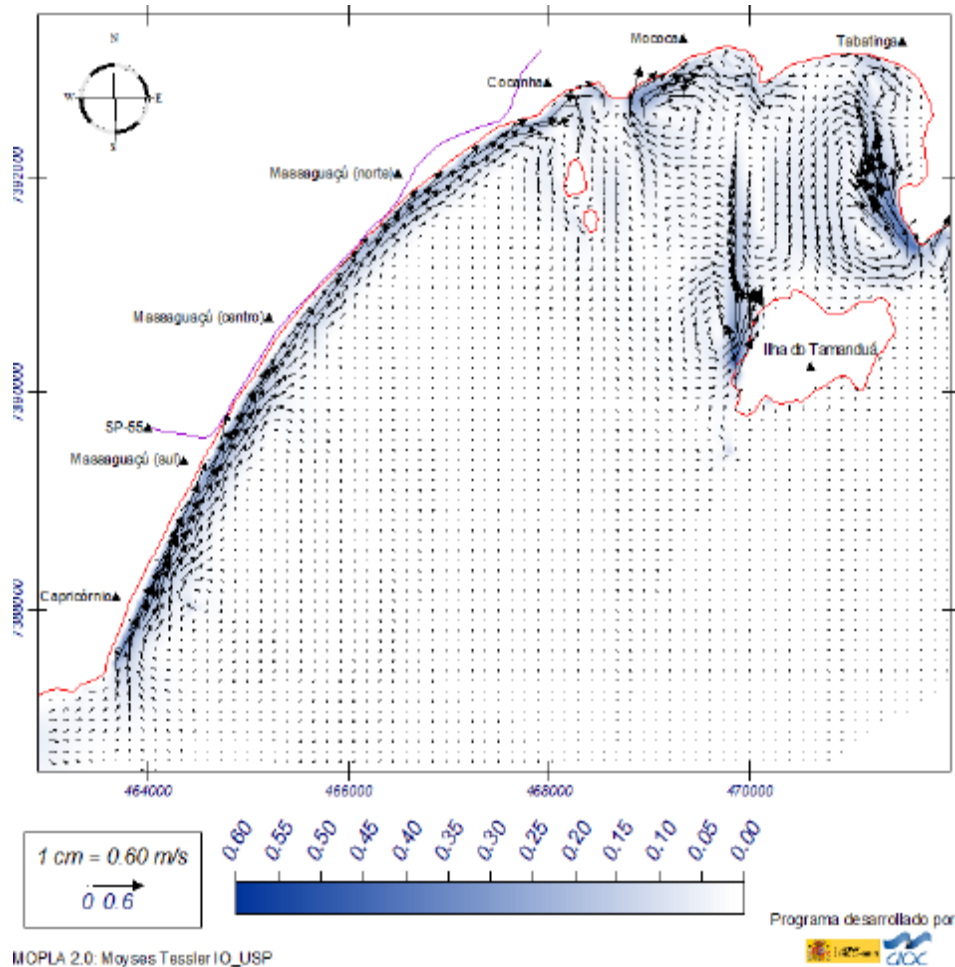 N
W
E
S
Mococa
Tabatinga
Cocanha
Massaguaçú (norte)
7392000
Massaguaçú (centro)
Ilha do Tamanduá
7390000
SP-55
Massaguaçú (sul)
Capricórnio
7388000
464000 466000 468000 470000
1 cm = 0.60 m/s
0 0.6
0.60 0.55 0.50 0.45 0.40 0.35 0.30 0.25 0.20 0.15 0.10 0.05 0.00
Programa desarrollado por
MOPLA 2.0: Moyses Tessler IO_USP